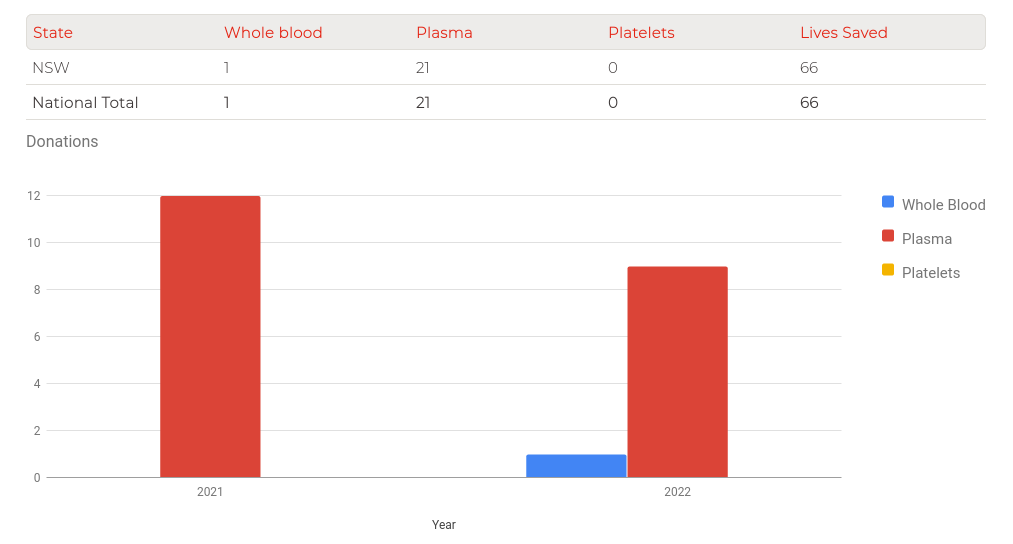 State Whole blood Plasma Platelets Lives Saved
NSW 1 21 0 66
National Total 1 21 0 66
Donations
12
10
8
6
4
2
0
2021 2022
Year
Whole Blood
Plasma
Platelets